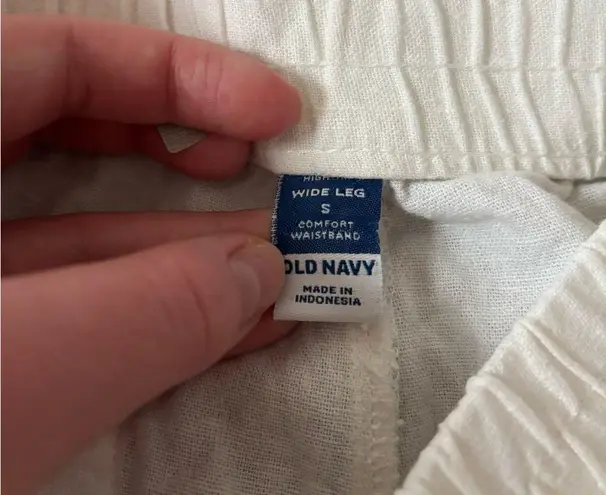 WIDE LEG
S
COMFORT
WAISTBAND
OLD NAVY
MADE IN
INDONESIA